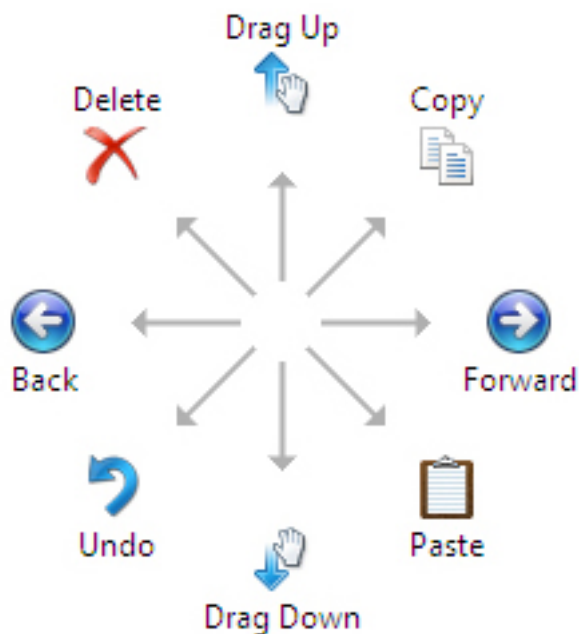 Drag Up
Delete
Copy
Back
Forward
Undo
Paste
Drag Down